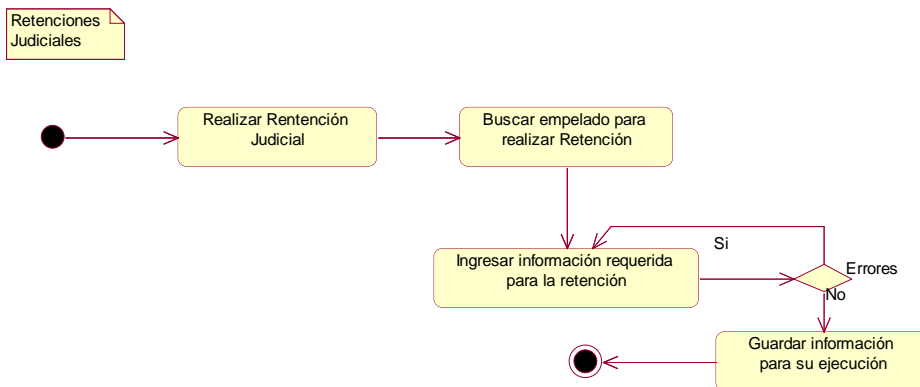 Retenciones
Judiciales
Realizar Rentención
Judicial
Buscar empelado para
realizar Retención
Si
Ingresar información requerida
para la retención
Errores
No
Guardar información
para su ejecución